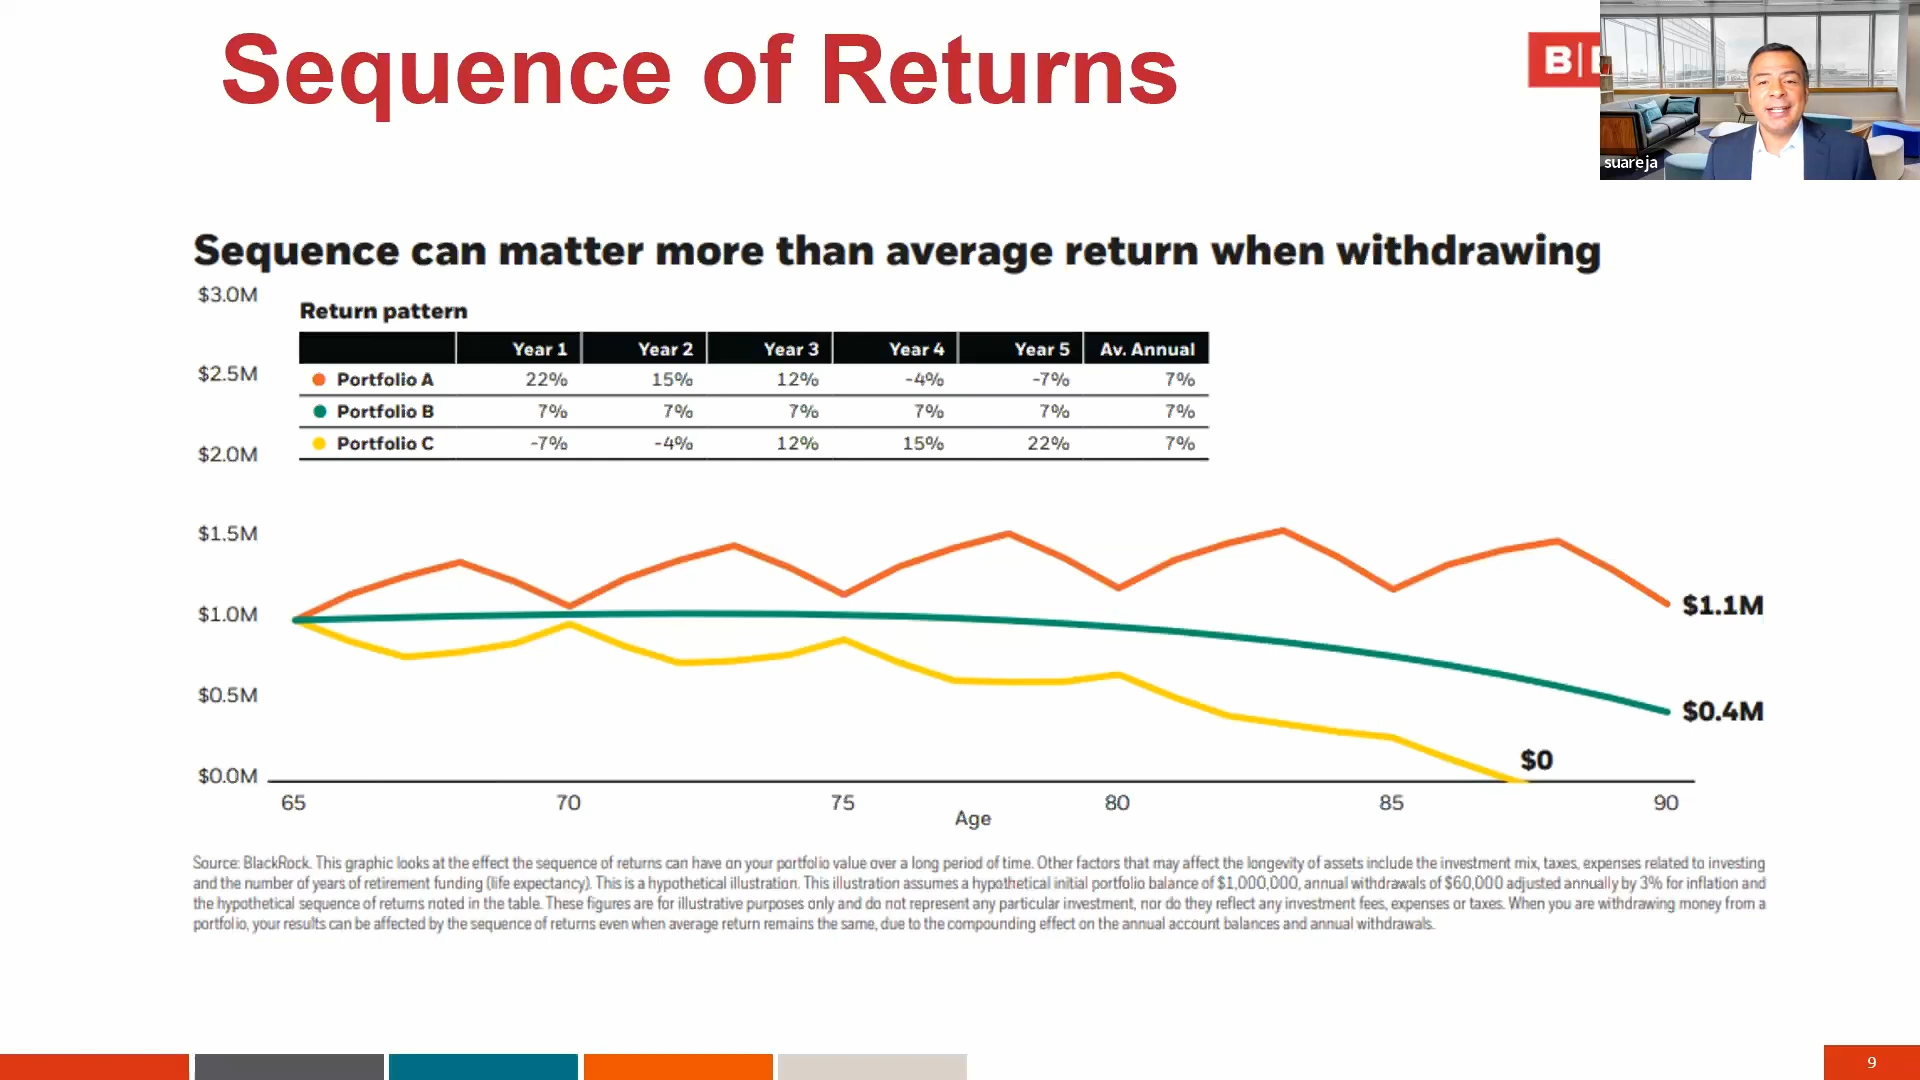 Sequence of Returns
B|
suareja
Sequence can matter more than average return when withdrawing
$3.0M
Return pattern
Year 1 Year 2 Year 3 Year 4 Year 5 Av. Annual
$2.5M
Portfolio A 22% 15% 12% -4% -7% 7%
Portfolio B 7% 7% 7% 7% 7% 7%
Portfolio C -7% -4% 12% 15% 22% 7%
$2.0M
$1.5M
$1.0M
$1.1M
$0.5M
$0.4M
$0
$0.0M
65 70 75 80 85 90
Age
Source: BlackRock. This graphic looks at the effect the sequence of returns can have on your portfolio value over a long period of time. Other factors that may affect the longevity of assets include the investment mix, taxes, expenses related to investing
and the number of years of retirement funding (life expectancy). This is a hypothetical illustration. This illustration assumes a hypothetical initial portfolio balance of $1,000,000, annual withdrawals of $60,000 adjusted annually by 3% for inflation and
the hypothetical sequence of returns noted in the table. These figures are for illustrative purposes only and do not represent any particular investment, nor do they reflect any investment fees, expenses or taxes. When you are withdrawing money from a
portfolio, your results can be affected by the sequence of returns even when average return remains the same, due to the compounding effect on the annual account balances and annual withdrawals.
9